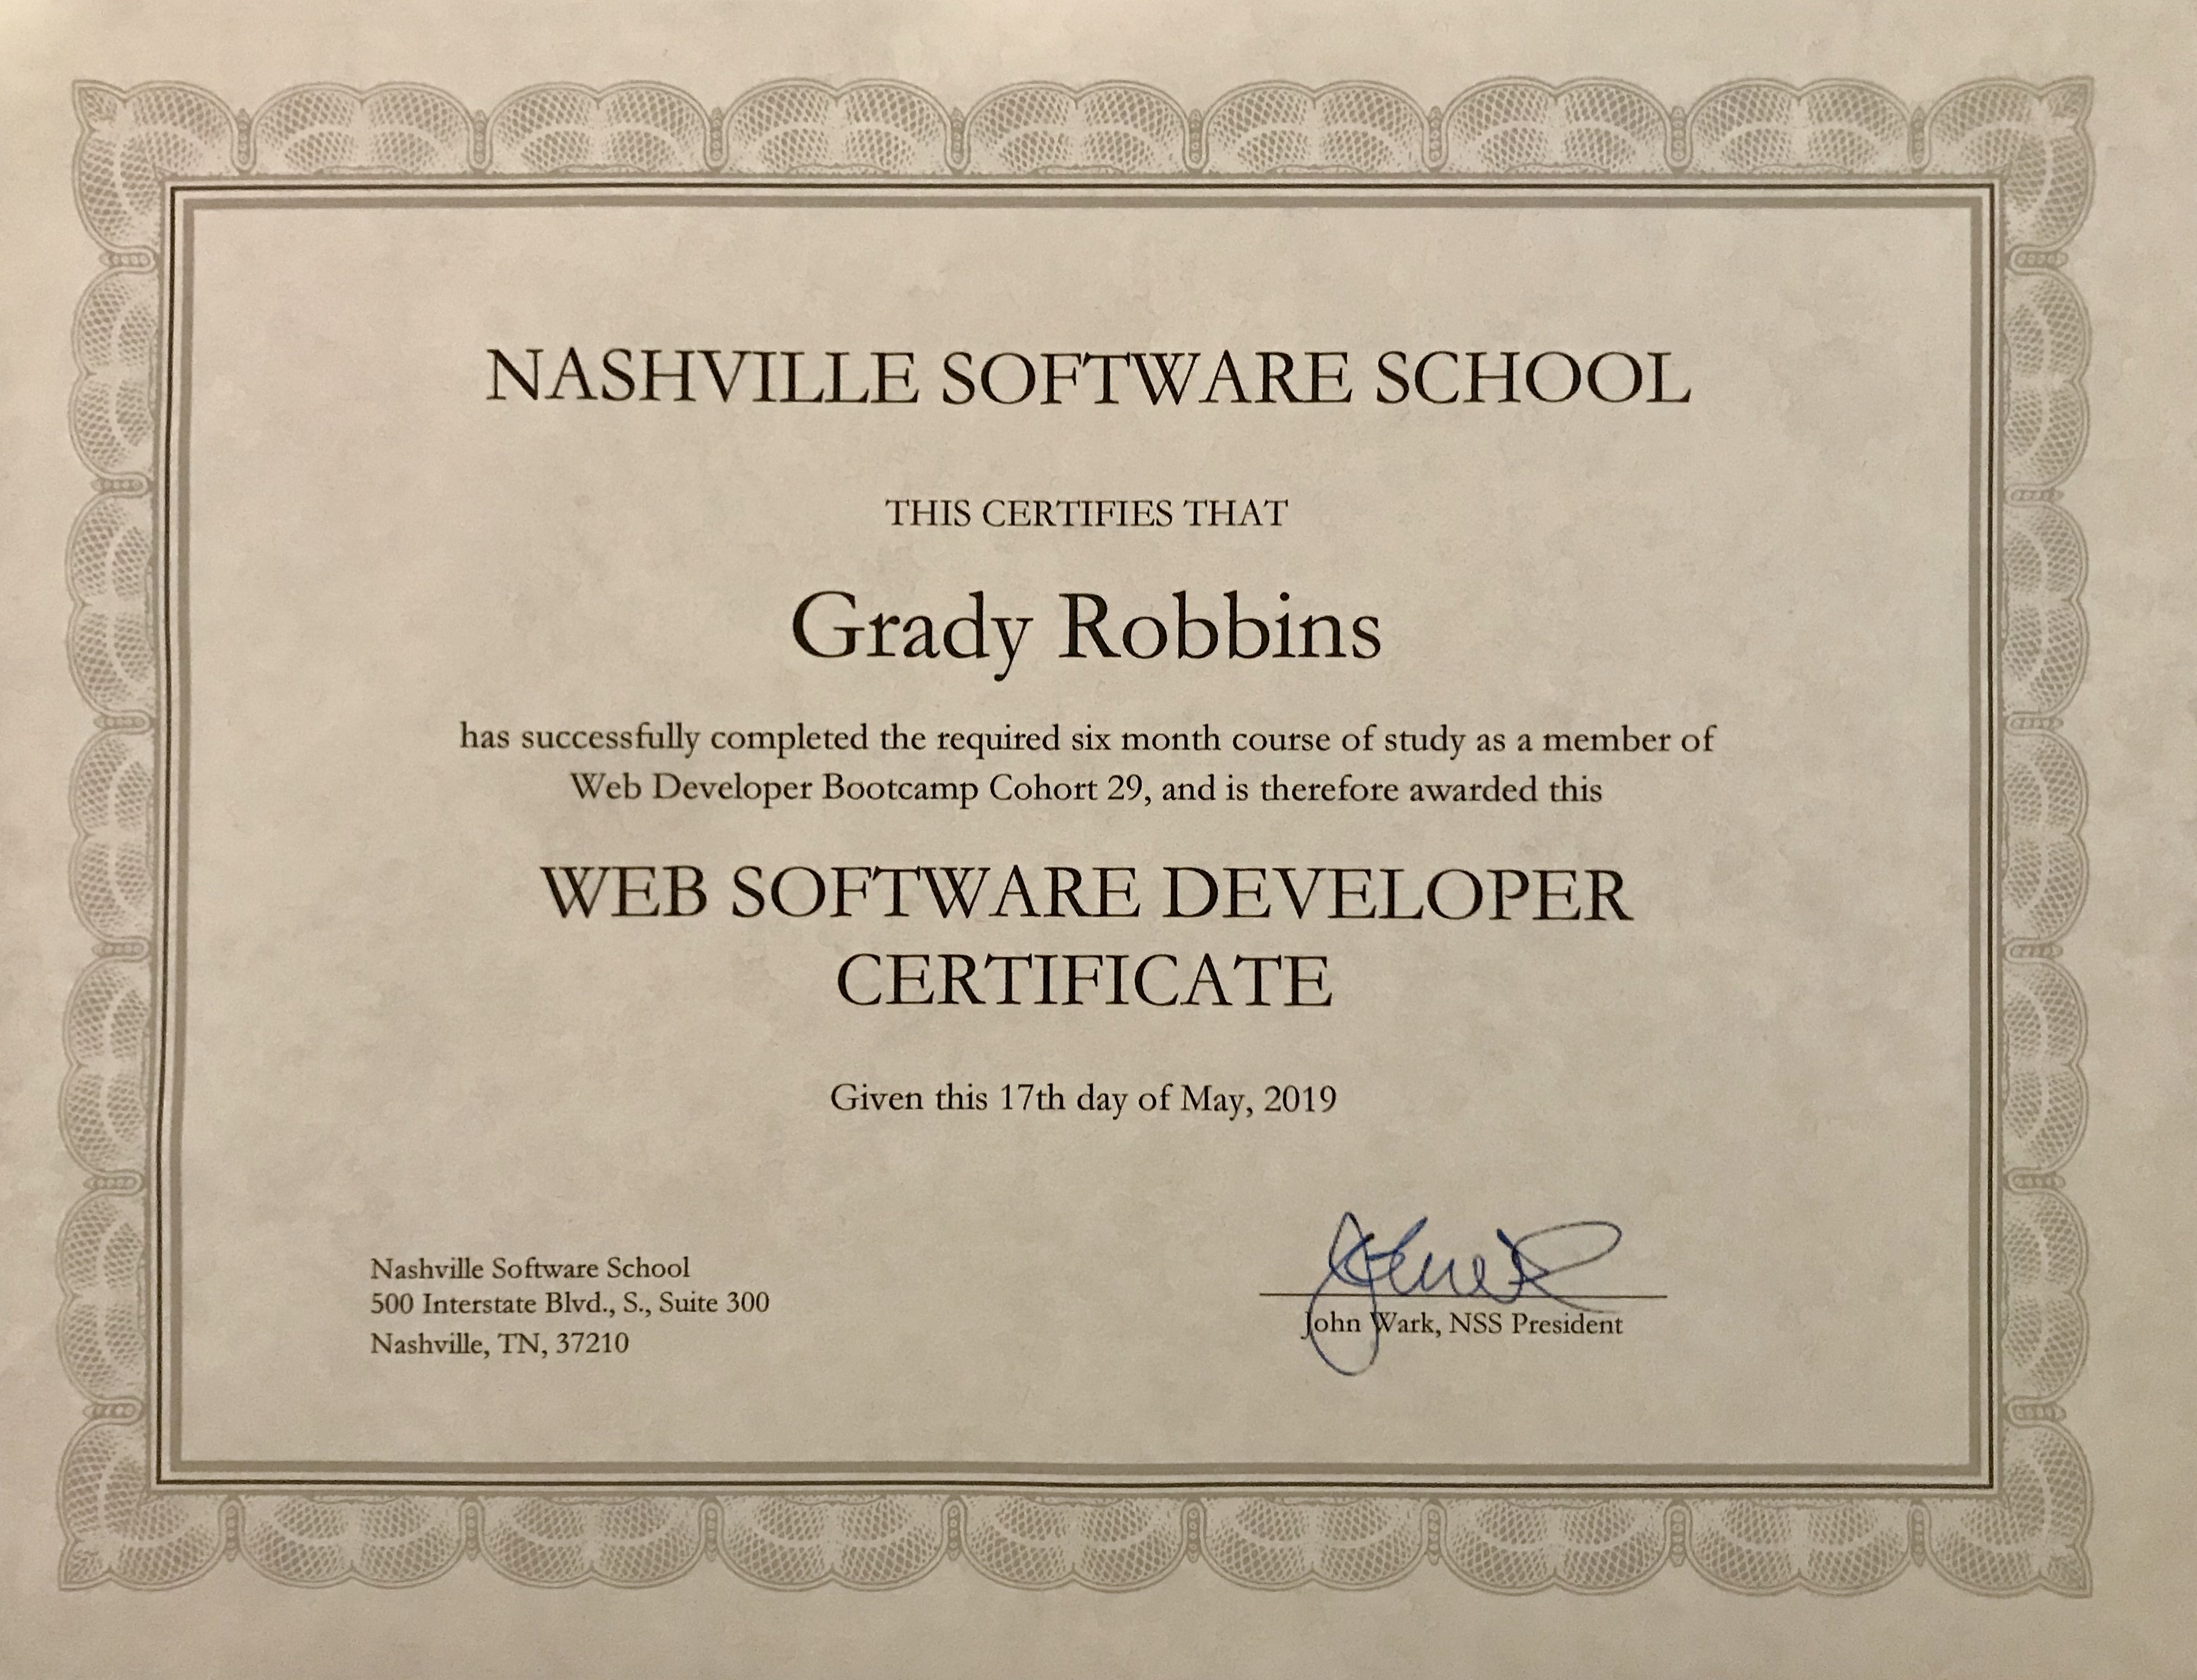 NASHVILLE SOFTWARE SCHOOL
THIS CERTIFIES THAT
Grady Robbins
has successfully completed the required six month course of study as a member of
Web Developer Bootcamp Cohort 29, and is therefore awarded this
WEB SOFTWARE DEVELOPER
CERTIFICATE
Given this 17th day of May, 2019
Nashville Software School
500 Interstate Blvd., S., Suite 300
Nashville, TN, 37210
John Wark, NSS President